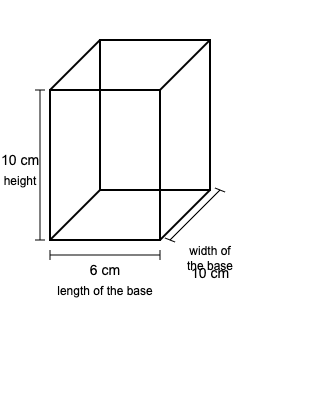 10 cm
height
6 cm
length of the base
width of
the base
10 cm